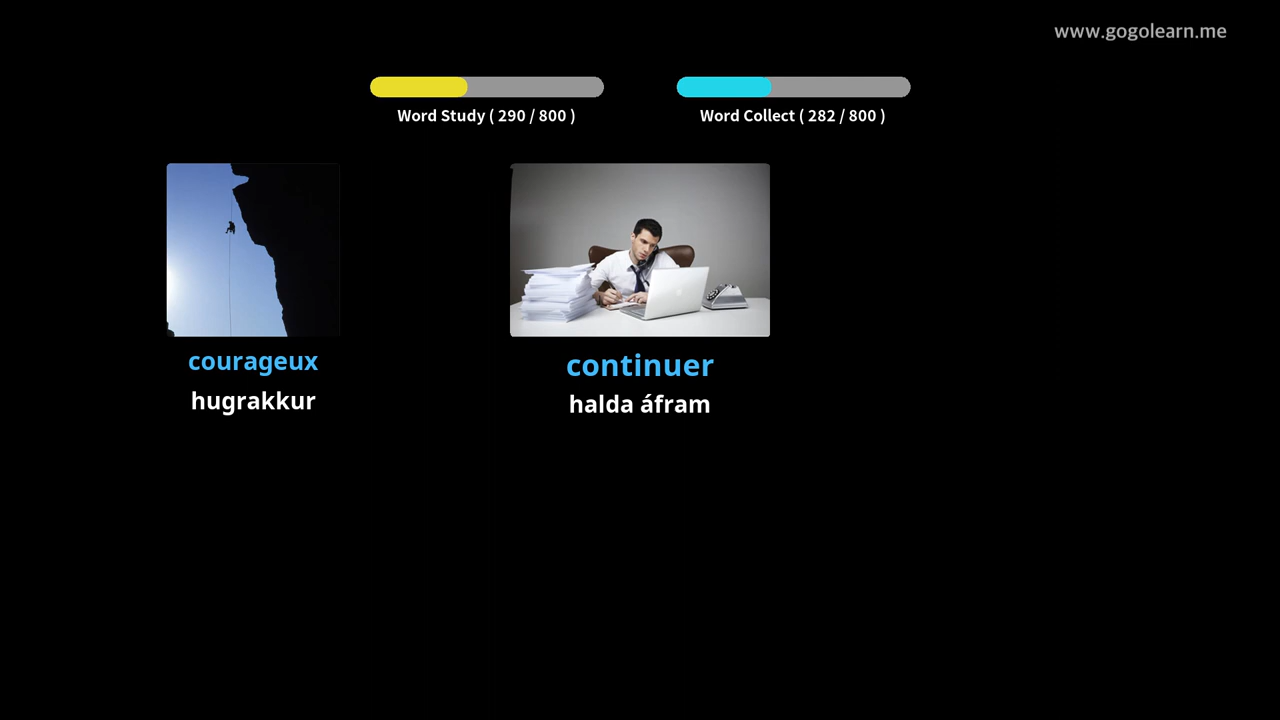 www.gogolearn.me
Word Study ( 290 / 800 )
Word Collect ( 282 / 800 )
courageux
hugrakkur
continuer
halda áfram